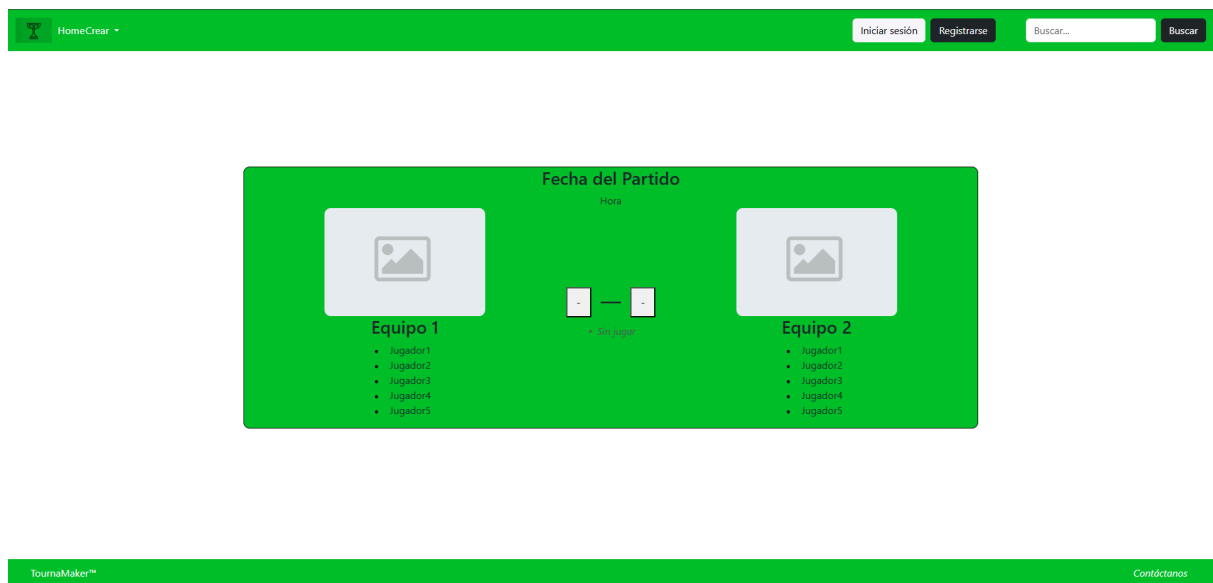 HomeCrear
Iniciar sesión
Registrarse
Buscar...
Buscar
Fecha del Partido
Hora
- — -
• Sin jugar
Equipo 1
• Jugador1
• Jugador2
• Jugador3
• Jugador4
• Jugador5
Equipo 2
• Jugador1
• Jugador2
• Jugador3
• Jugador4
• Jugador5
TournaMaker™
Contáctanos